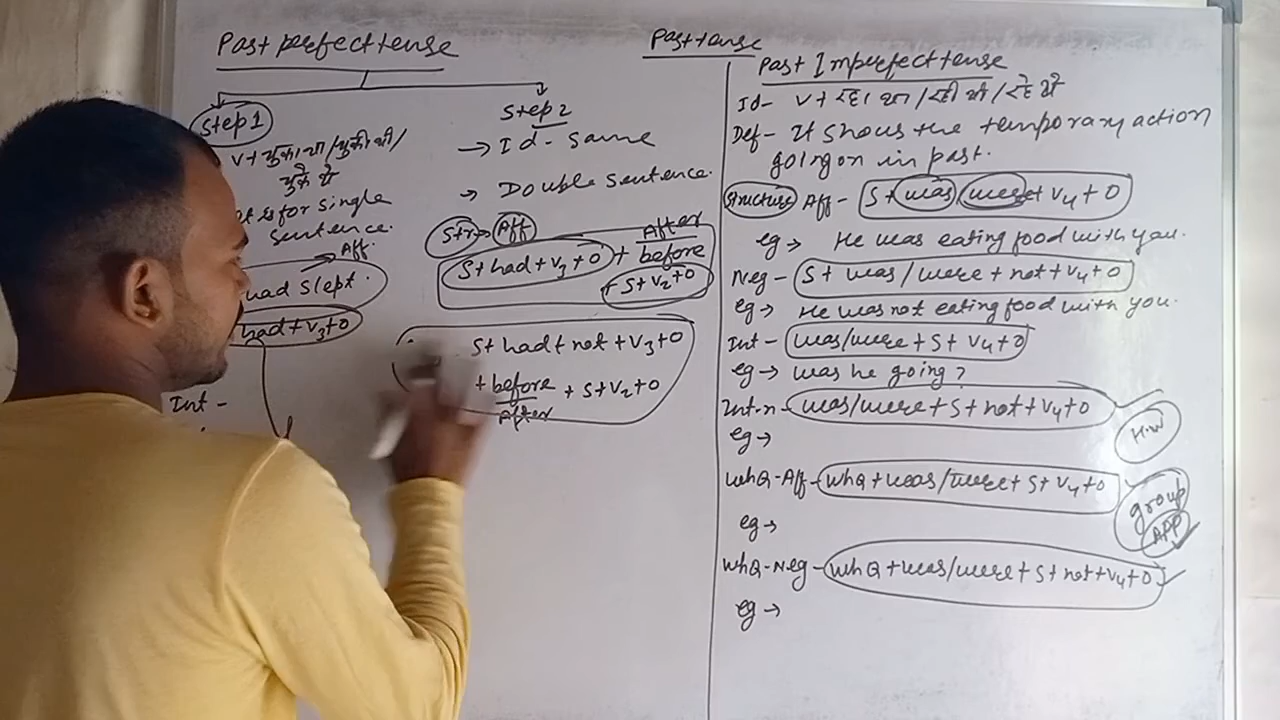 Past tense
Past perfect tense
Step 1
V+ चुका था / चुकी थी /
चुके थे
is for single
sentence.
Aff.
had slept.
had + V3 + O
Int -
Step 2
→ Id - Same
→ Double sentence.
Str → Aff
S + had + V3 + O + After
before
+ S + V2 + O
S + had + not + V3 + O
+ before + S + V2 + O
After
Past Imperfect tense
Id - V + रहा था / रही थी / रहे थे
Def - It shows the temporary action
going on in past.
Structure Aff - S + was were + V4 + O
eg → He was eating food with you.
Neg - S + was / were + not + V4 + O
eg → He was not eating food with you.
Int - was/were + S + V4 + O
eg → was he going?
Int-n - was/were + S + not + V4 + O
H.W
eg →
WhQ-Aff - WhQ + was/were + S + V4 + O
group
APP
eg →
WhQ-Neg - WhQ + was/were + S + not + V4 + O
eg →